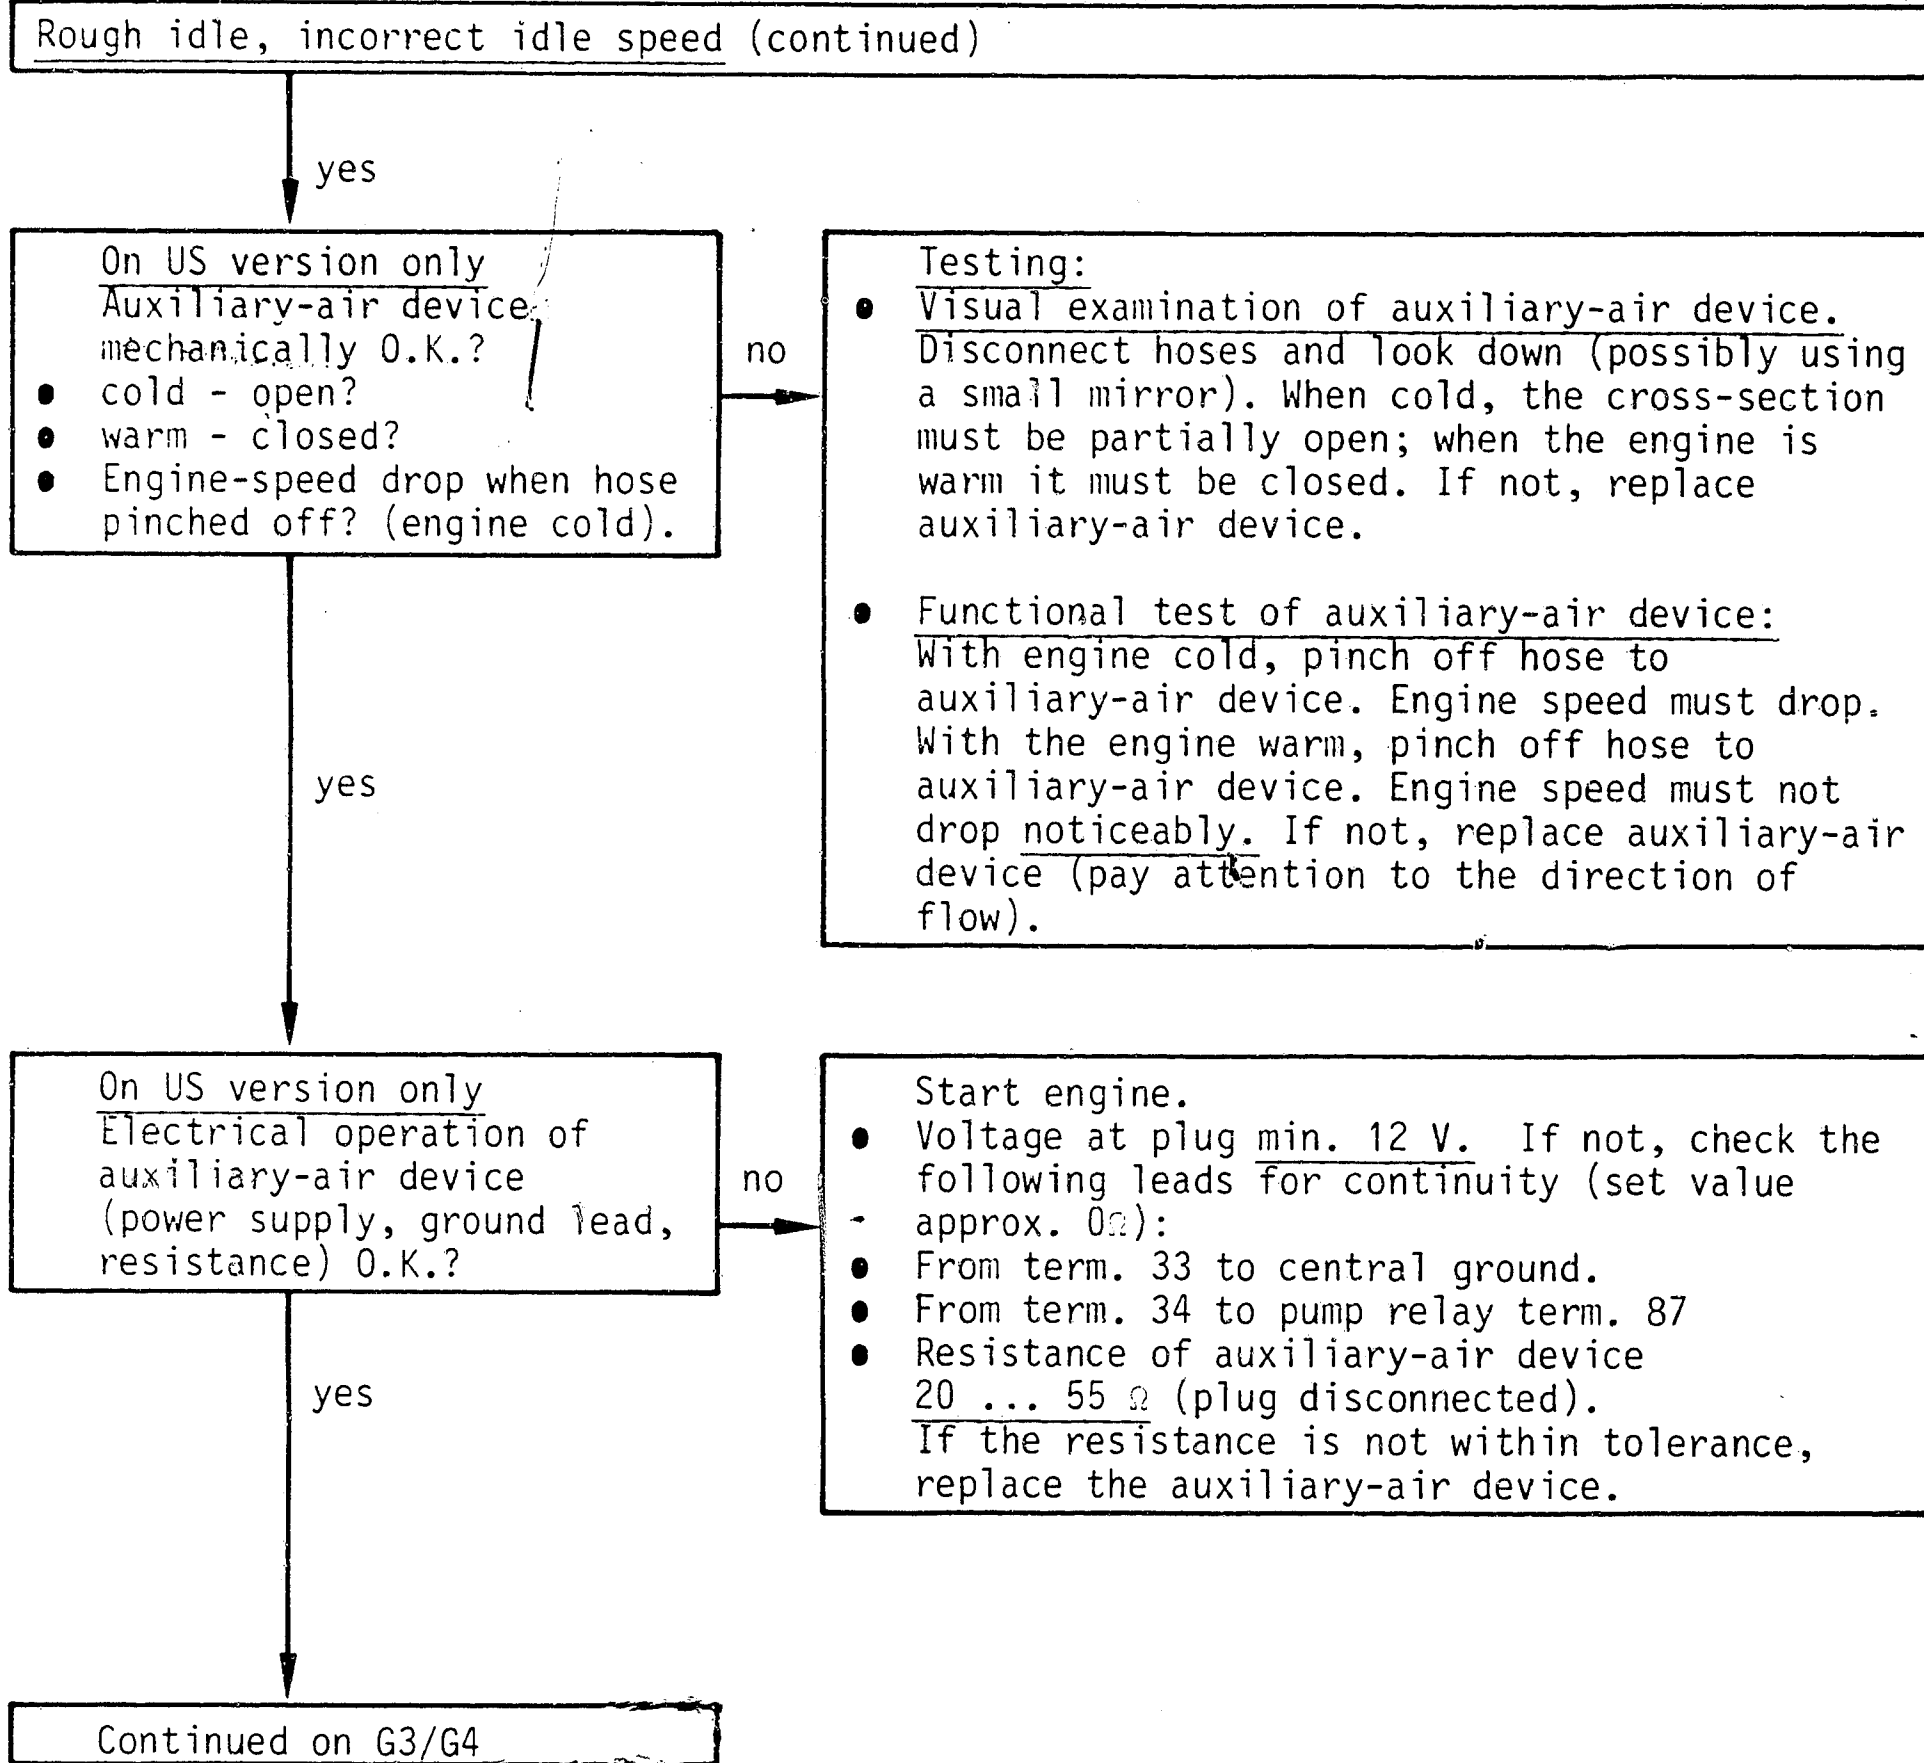 Rough idle, incorrect idle speed (continued)
yes
On US version only
Auxiliary-air device
mechanically O.K.?
● cold - open?
● warm - closed?
● Engine-speed drop when hose
pinched off? (engine cold).
no
Testing:
● Visual examination of auxiliary-air device.
Disconnect hoses and look down (possibly using
a small mirror). When cold, the cross-section
must be partially open; when the engine is
warm it must be closed. If not, replace
auxiliary-air device.
● Functional test of auxiliary-air device:
With engine cold, pinch off hose to
auxiliary-air device. Engine speed must drop.
With the engine warm, pinch off hose to
auxiliary-air device. Engine speed must not
drop noticeably. If not, replace auxiliary-air
device (pay attention to the direction of
flow).
yes
On US version only
Electrical operation of
auxiliary-air device
(power supply, ground lead,
resistance) O.K.?
no
Start engine.
● Voltage at plug min. 12 V. If not, check the
following leads for continuity (set value
- approx. 0Ω):
● From term. 33 to central ground.
● From term. 34 to pump relay term. 87
● Resistance of auxiliary-air device
20 ... 55 Ω (plug disconnected).
If the resistance is not within tolerance,
replace the auxiliary-air device.
yes
Continued on G3/G4